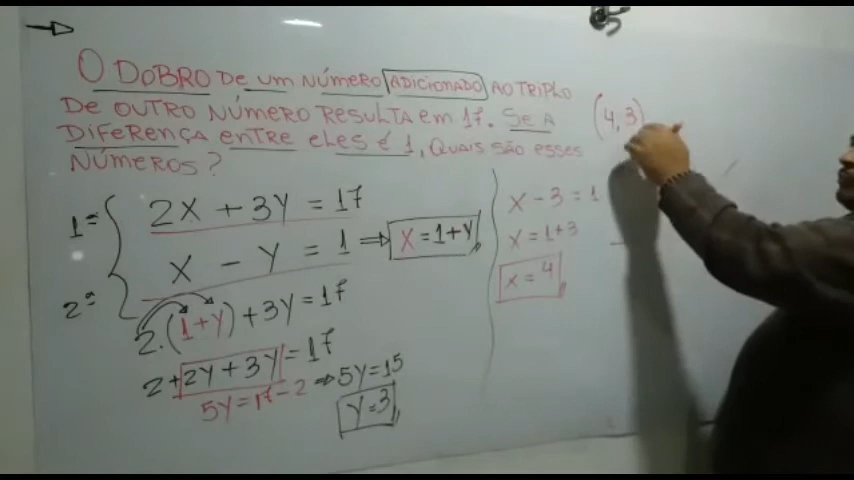 O DOBRO DE UM NÚMERO ADICIONADO AO TRIPLO
DE OUTRO NÚMERO RESULTA EM 17. SE A
DIFERENÇA ENTRE ELES É 1, QUAIS SÃO ESSES
NÚMEROS?
1ª 2X + 3Y = 17
2ª X - Y = 1 ⇒ X = 1+Y
2.(1+Y) + 3Y = 17
2+2Y + 3Y = 17
5Y = 17-2 ⇒ 5Y = 15
Y = 3
X - 3 = 1
X = 1+3
X = 4
(4, 3)